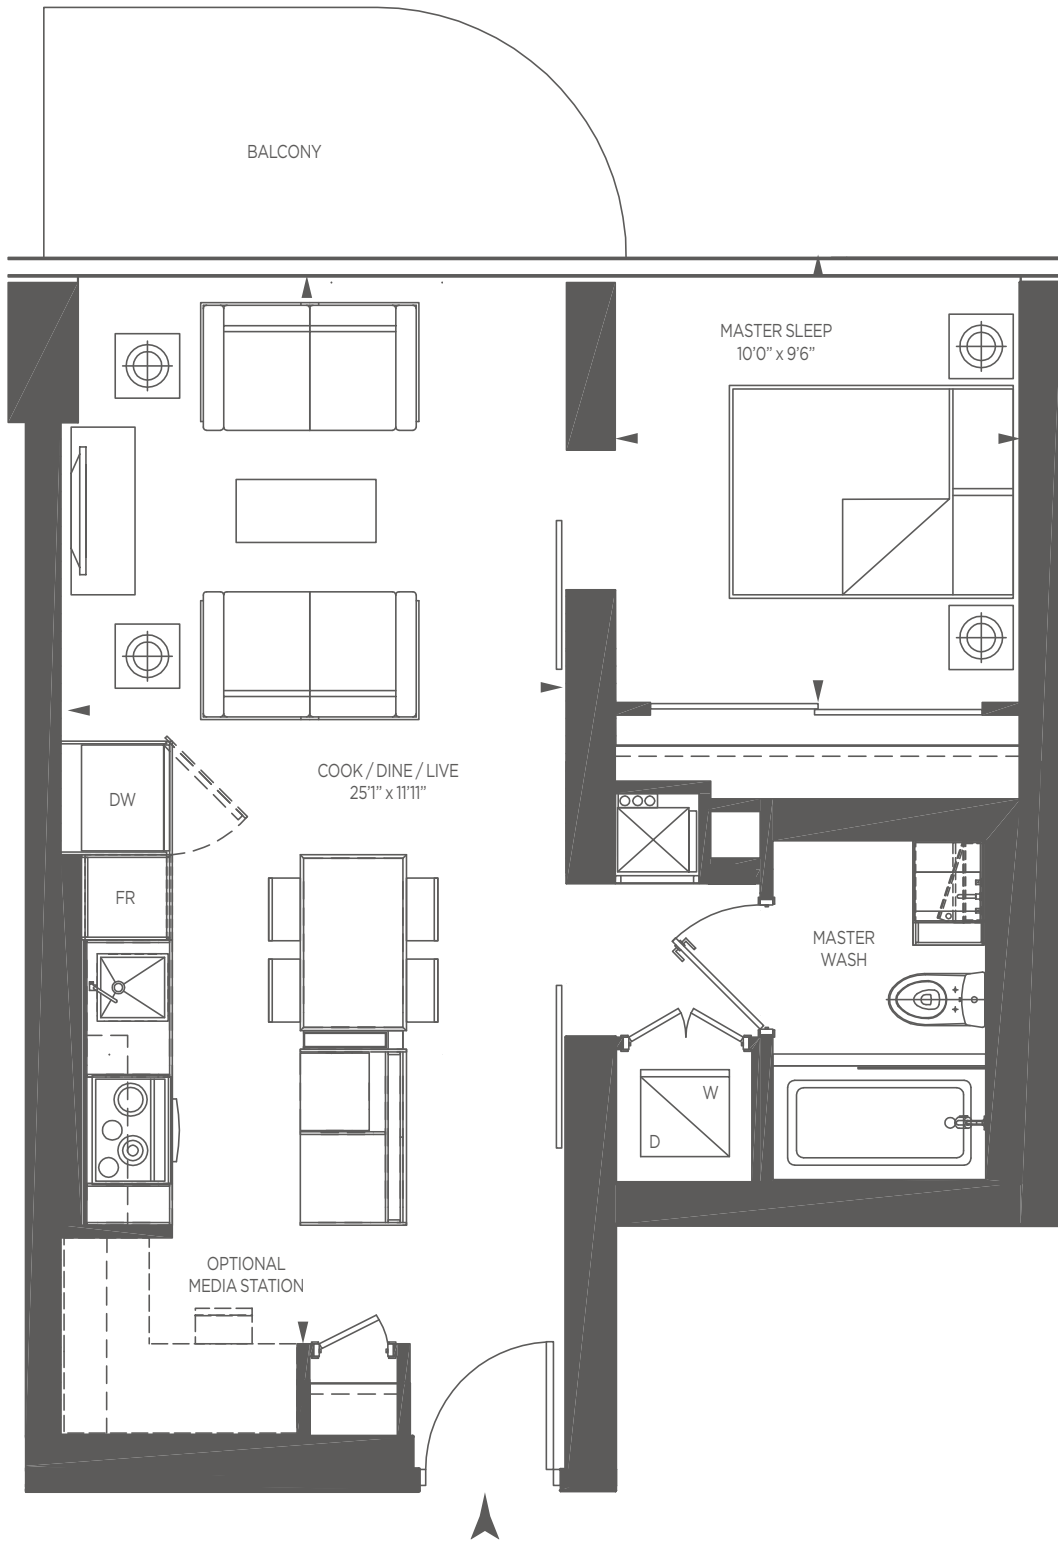 BALCONY
MASTER SLEEP
10'0" x 9'6"
COOK / DINE / LIVE
25'1" x 11'11"
DW
FR
MASTER
WASH
W
D
OPTIONAL
MEDIA STATION